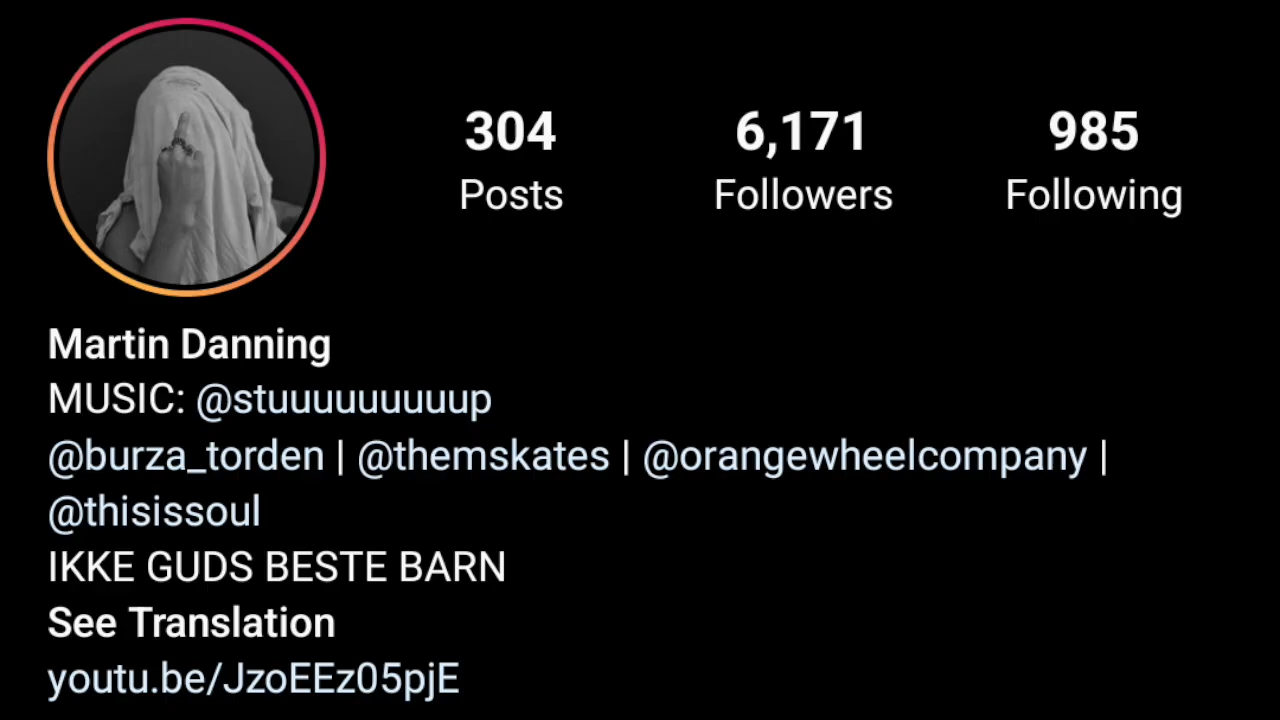 304 6,171 985
Posts Followers Following
Martin Danning
MUSIC: @stuuuuuuuuup
@burza_torden | @themskates | @orangewheelcompany |
@thisissoul
IKKE GUDS BESTE BARN
See Translation
youtu.be/JzoEEz05pjE